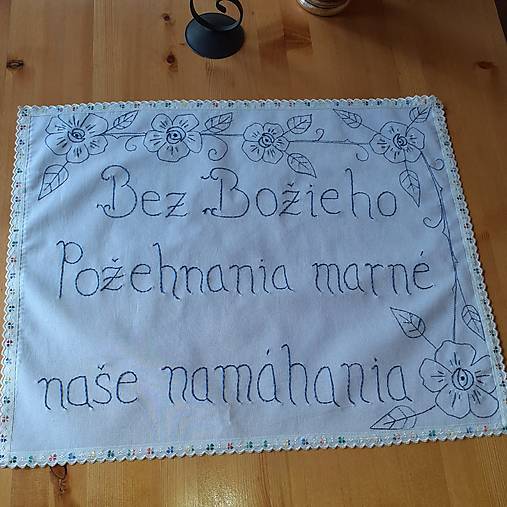 Bez Božieho
Požehnania marné
naše namáhania